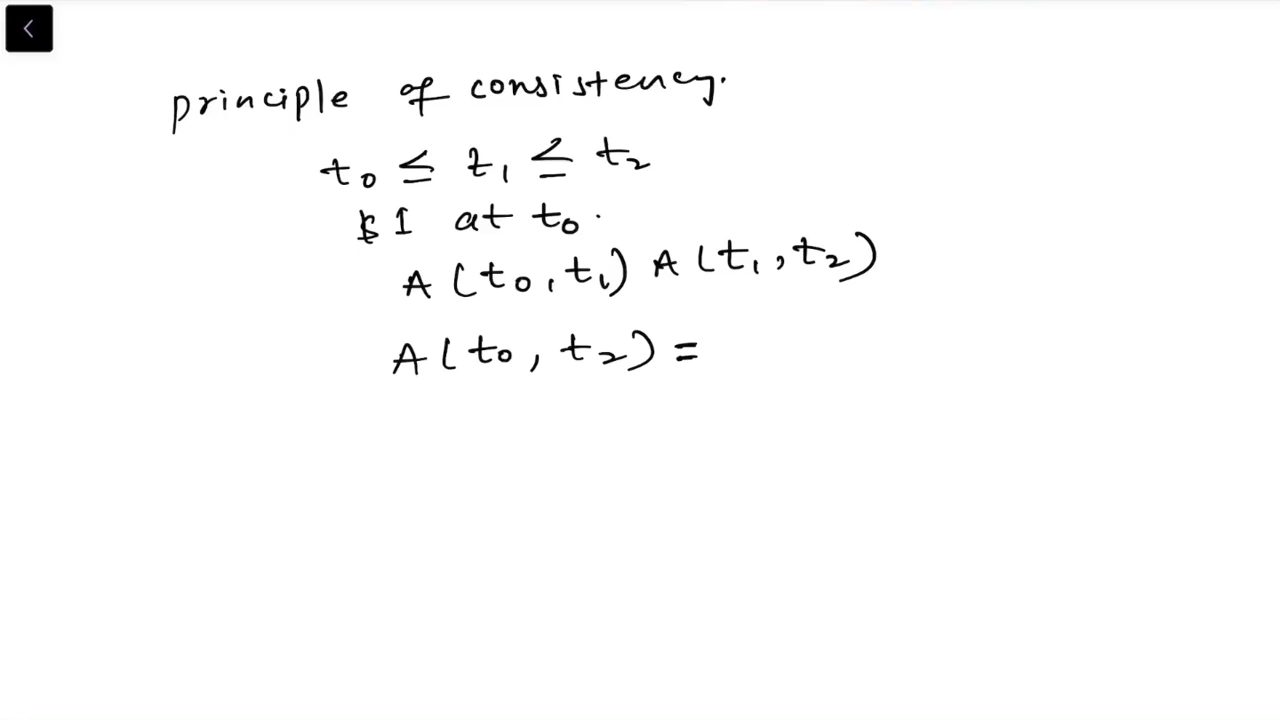 principle of consistency.
t₀ ≤ t₁ ≤ t₂
$1 at t₀.
A(t₀, t₁) A(t₁, t₂)
A(t₀, t₂) =